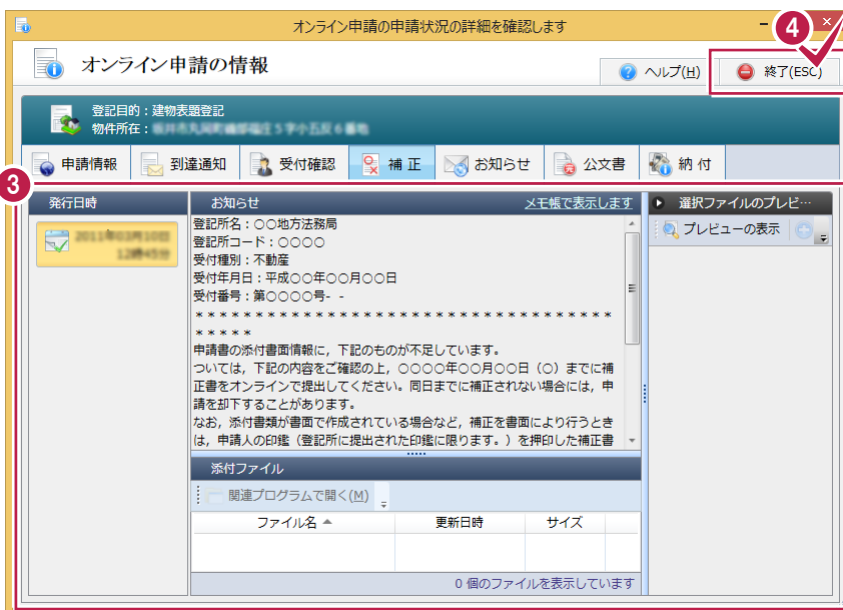 オンライン申請の申請状況の詳細を確認します
4
オンライン申請の情報
ヘルプ(H)
終了(ESC)
登記目的：建物表題登記
物件所在：
申請情報
到達通知
受付確認
補 正
お知らせ
公文書
納 付
3
発行日時
お知らせ
メモ帳で表示します
選択ファイルのプレビ…
プレビューの表示
登記所名：○○地方法務局
登記所コード：○○○○
受付種別：不動産
受付年月日：平成○○年○○月○○日
受付番号：第○○○○号- -
* * * * * * * * * * * * * * * * * * * * * * * * * * * * * * * * * * *
* * * * *
申請書の添付書面情報に，下記のものが不足しています。
ついては，下記の内容をご確認の上，○○○○年○○月○○日（○）までに補
正書をオンラインで提出してください。同日までに補正されない場合には，申
請を却下することがあります。
なお，添付書類が書面で作成されている場合など，補正を書面により行うとき
は，申請人の印鑑（登記所に提出された印鑑に限ります。）を押印した補正書
添付ファイル
関連プログラムで開く(M)
ファイル名
更新日時
サイズ
0 個のファイルを表示しています